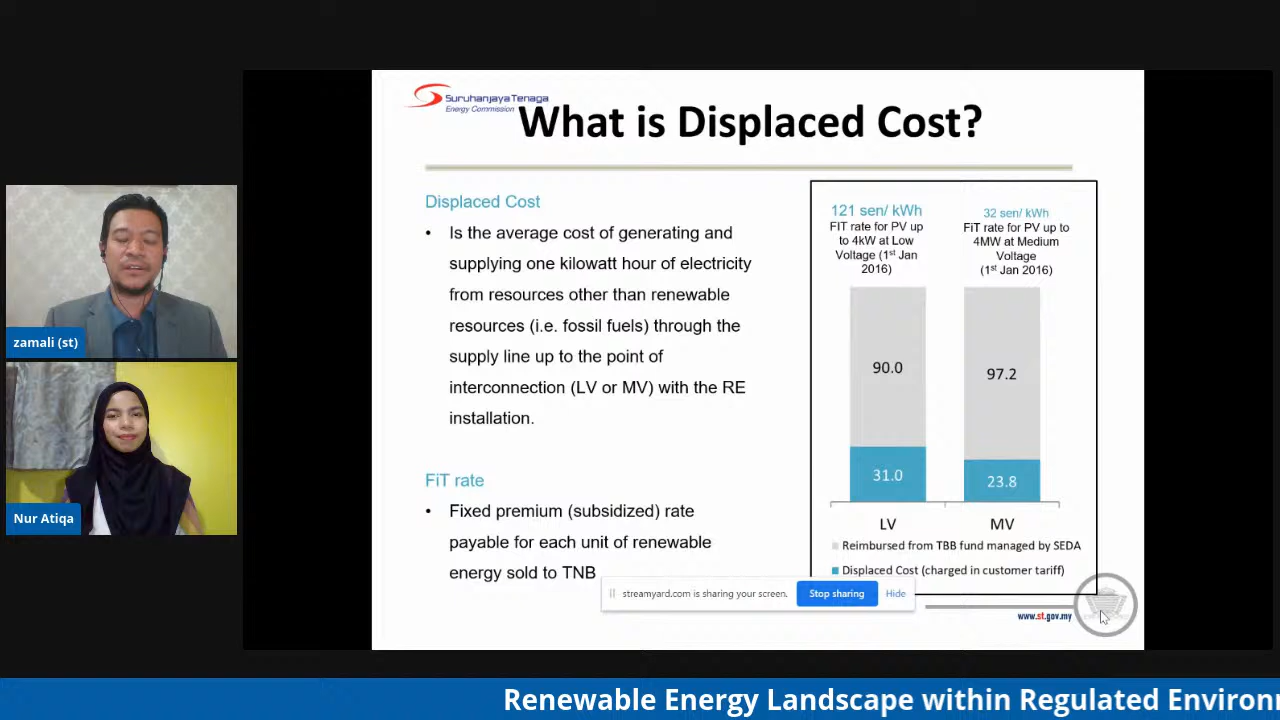 Suruhanjaya Tenaga
Energy Commission
What is Displaced Cost?
zamali (st)
Nur Atiqa
Displaced Cost
• Is the average cost of generating and
supplying one kilowatt hour of electricity
from resources other than renewable
resources (i.e. fossil fuels) through the
supply line up to the point of
interconnection (LV or MV) with the RE
installation.
FiT rate
• Fixed premium (subsidized) rate
payable for each unit of renewable
energy sold to TNB
121 sen/ kWh
FIT rate for PV up
to 4kW at Low
Voltage (1st Jan
2016)
32 sen/ kWh
FiT rate for PV up to
4MW at Medium
Voltage
(1st Jan 2016)
90.0
97.2
31.0
23.8
LV
MV
Reimbursed from TBB fund managed by SEDA
Displaced Cost (charged in customer tariff)
streamyard.com is sharing your screen.
Stop sharing
Hide
www.st.gov.my
Renewable Energy Landscape within Regulated Environ